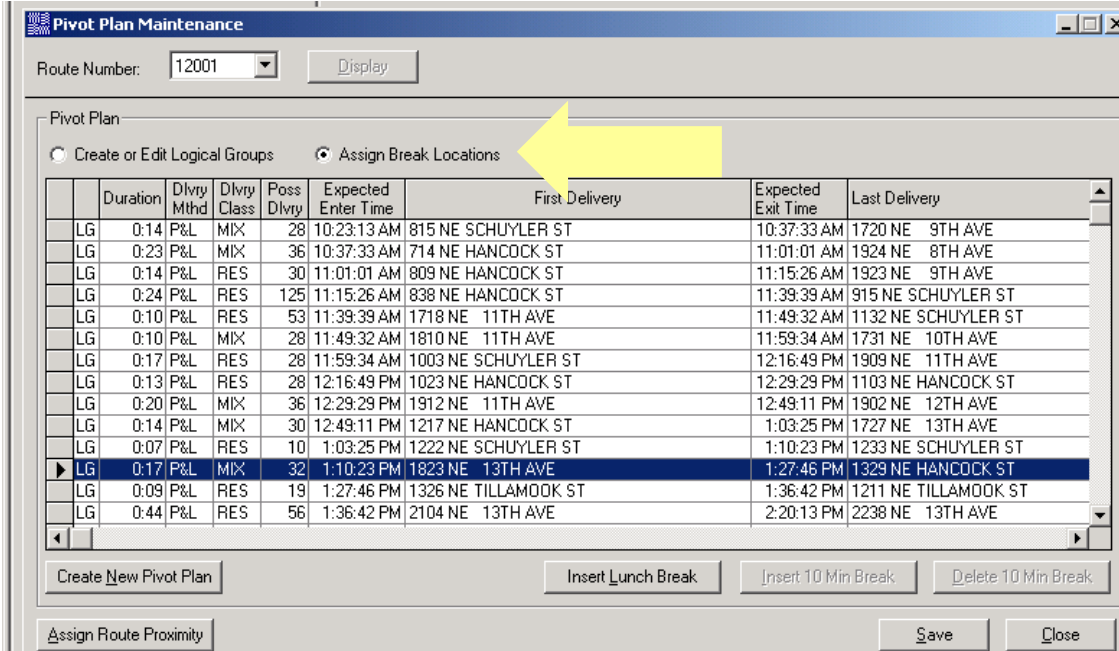 Pivot Plan Maintenance
Route Number: 12001 Display
Pivot Plan
Create or Edit Logical Groups Assign Break Locations
Duration Dlvry Mthd Dlvry Class Poss Dlvry Expected Enter Time First Delivery Expected Exit Time Last Delivery
LG 0:14 P&L MIX 28 10:23:13 AM 815 NE SCHUYLER ST 10:37:33 AM 1720 NE 9TH AVE
LG 0:23 P&L MIX 36 10:37:33 AM 714 NE HANCOCK ST 11:01:01 AM 1924 NE 8TH AVE
LG 0:14 P&L RES 30 11:01:01 AM 809 NE HANCOCK ST 11:15:26 AM 1923 NE 9TH AVE
LG 0:24 P&L RES 125 11:15:26 AM 838 NE HANCOCK ST 11:39:39 AM 915 NE SCHUYLER ST
LG 0:10 P&L RES 53 11:39:39 AM 1718 NE 11TH AVE 11:49:32 AM 1132 NE SCHUYLER ST
LG 0:10 P&L MIX 28 11:49:32 AM 1810 NE 11TH AVE 11:59:34 AM 1731 NE 10TH AVE
LG 0:17 P&L RES 28 11:59:34 AM 1003 NE SCHUYLER ST 12:16:49 PM 1909 NE 11TH AVE
LG 0:13 P&L RES 28 12:16:49 PM 1023 NE HANCOCK ST 12:29:29 PM 1103 NE HANCOCK ST
LG 0:20 P&L MIX 36 12:29:29 PM 1912 NE 11TH AVE 12:49:11 PM 1902 NE 12TH AVE
LG 0:14 P&L MIX 30 12:49:11 PM 1217 NE HANCOCK ST 1:03:25 PM 1727 NE 13TH AVE
LG 0:07 P&L RES 10 1:03:25 PM 1222 NE SCHUYLER ST 1:10:23 PM 1233 NE SCHUYLER ST
LG 0:17 P&L MIX 32 1:10:23 PM 1823 NE 13TH AVE 1:27:46 PM 1329 NE HANCOCK ST
LG 0:09 P&L RES 19 1:27:46 PM 1326 NE TILLAMOOK ST 1:36:42 PM 1211 NE TILLAMOOK ST
LG 0:44 P&L RES 56 1:36:42 PM 2104 NE 13TH AVE 2:20:13 PM 2238 NE 13TH AVE
Create New Pivot Plan Insert Lunch Break Insert 10 Min Break Delete 10 Min Break
Assign Route Proximity Save Close